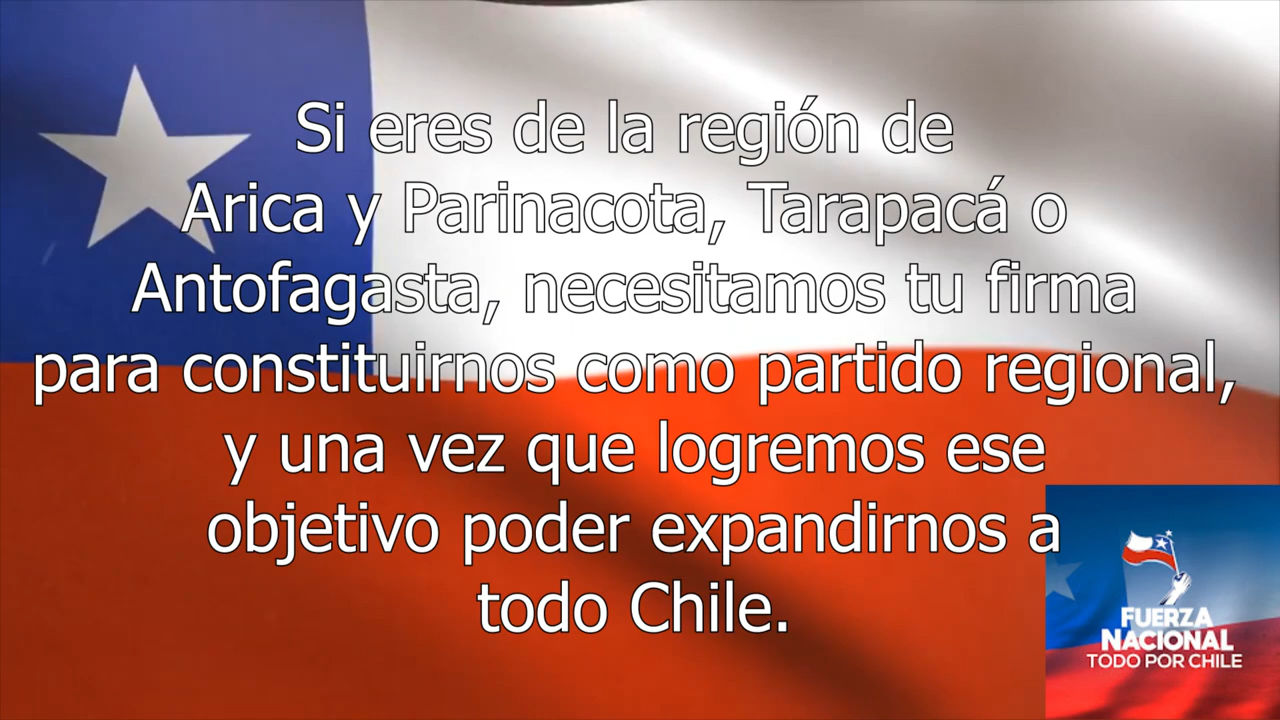 Si eres de la región de
Arica y Parinacota, Tarapacá o
Antofagasta, necesitamos tu firma
para constituirnos como partido regional,
y una vez que logremos ese
objetivo poder expandirnos a
todo Chile.
FUERZA
NACIONAL
TODO POR CHILE